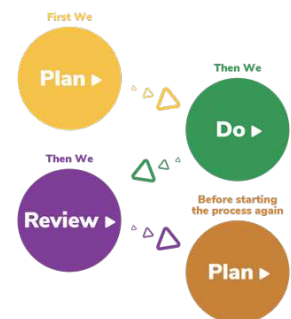 First We
Plan
Then We
Do
Then We
Review
Before starting
the process again
Plan